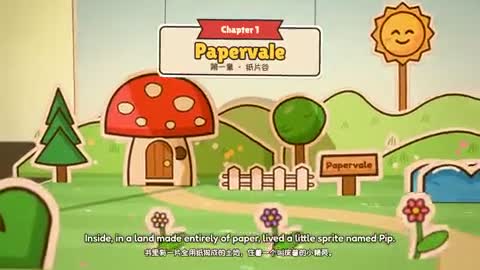 Chapter 1
Papervale
第一章 · 纸片谷
Papervale
Inside, in a land made entirely of paper, lived a little sprite named Pip.